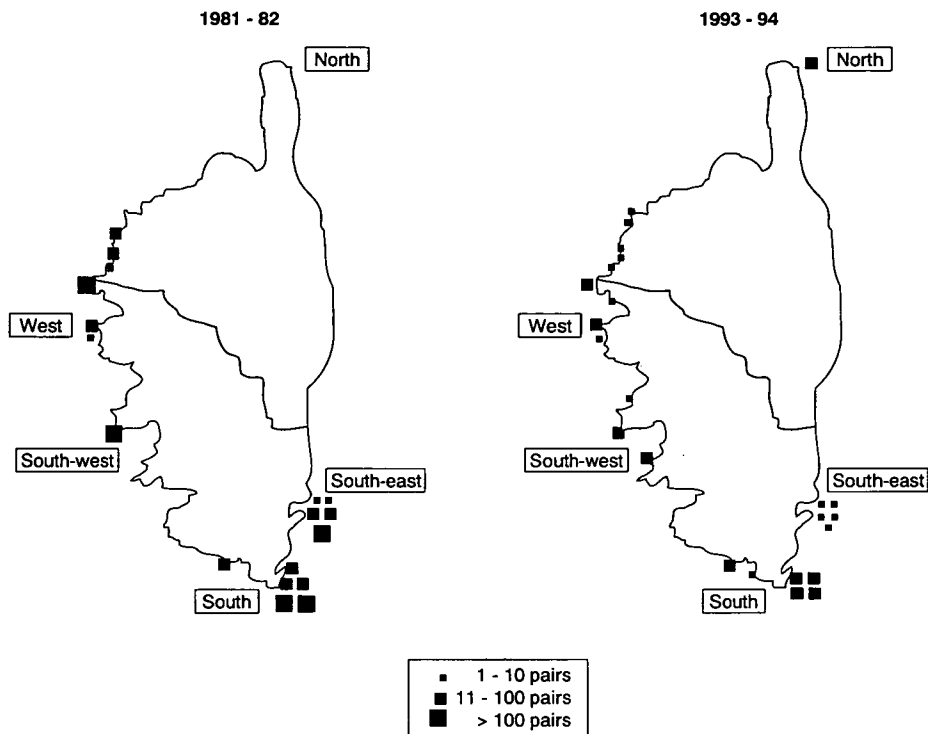 1981 - 82
North
West
South-west
South-east
South
1993 - 94
North
West
South-west
South-east
South
1 - 10 pairs
11 - 100 pairs
> 100 pairs